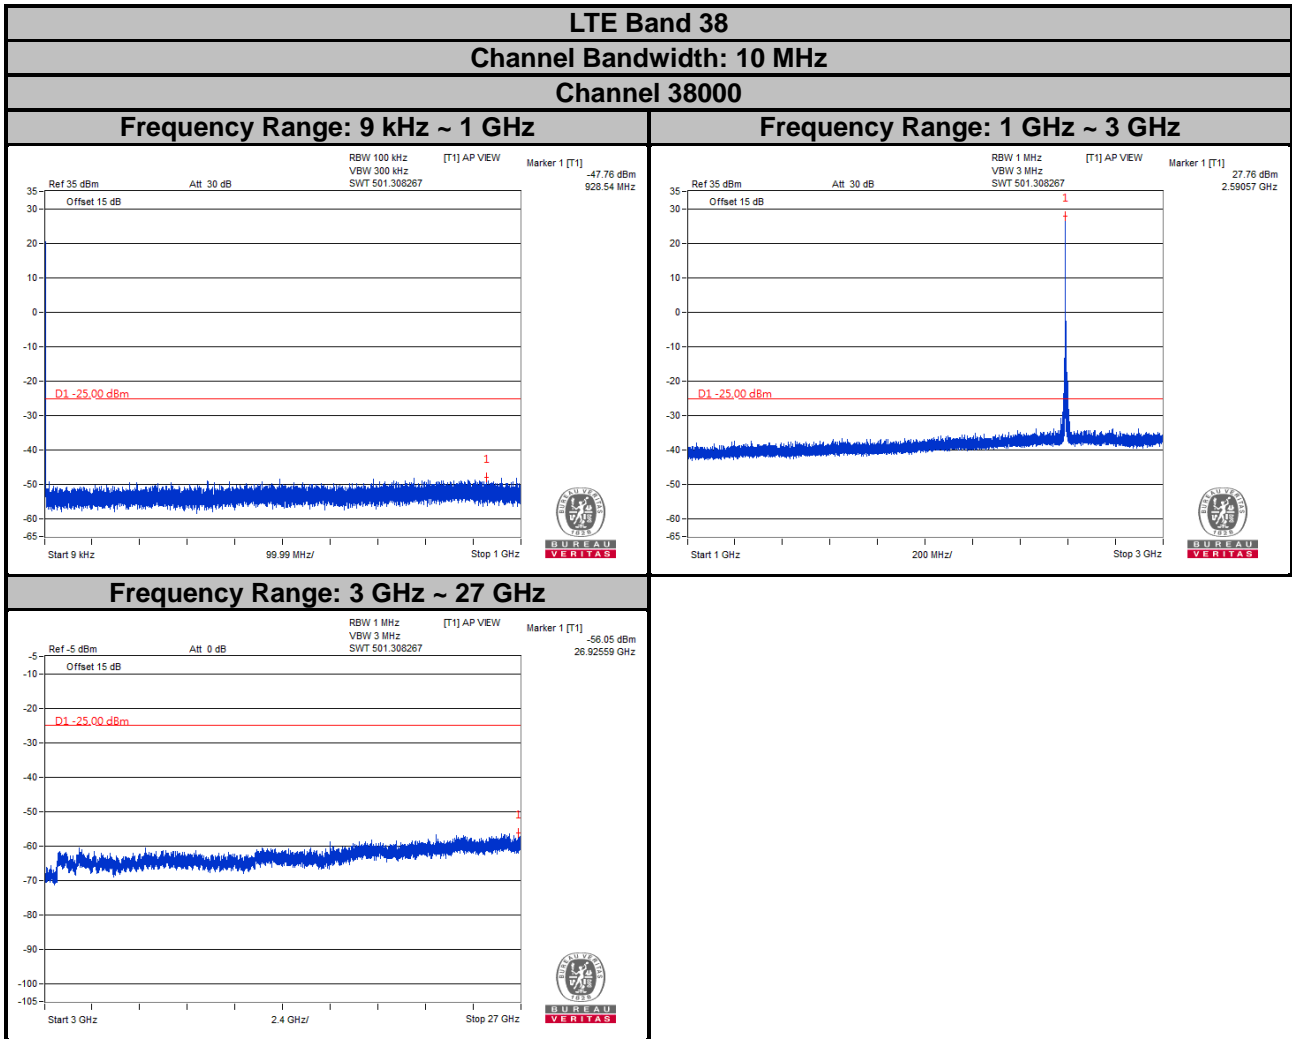 LTE Band 38
Channel Bandwidth: 10 MHz
Channel 38000
Frequency Range: 9 kHz ~ 1 GHz
RBW 100 kHz [T1] AP VIEW
VBW 300 kHz
SWT 501.308267
Marker 1 [T1]
-47.76 dBm
928.54 MHz
Ref 35 dBm Att 30 dB
Offset 15 dB
35
30
20
10
0
-10
-20
D1 -25.00 dBm
-30
-40
1
-50
-60
-65
Start 9 kHz 99.99 MHz/ Stop 1 GHz
BUREAU VERITAS
1828
BUREAU
VERITAS
Frequency Range: 1 GHz ~ 3 GHz
RBW 1 MHz [T1] AP VIEW
VBW 3 MHz
SWT 501.308267
Marker 1 [T1]
27.76 dBm
2.59057 GHz
Ref 35 dBm Att 30 dB
Offset 15 dB
1
35
30
20
10
0
-10
-20
D1 -25.00 dBm
-30
-40
-50
-60
-65
Start 1 GHz 200 MHz/ Stop 3 GHz
BUREAU VERITAS
1828
BUREAU
VERITAS
Frequency Range: 3 GHz ~ 27 GHz
RBW 1 MHz [T1] AP VIEW
VBW 3 MHz
SWT 501.308267
Marker 1 [T1]
-56.05 dBm
26.92559 GHz
Ref -5 dBm Att 0 dB
Offset 15 dB
-5
-10
-20
D1 -25.00 dBm
-30
-40
-50
1
-60
-70
-80
-90
-100
-105
Start 3 GHz 2.4 GHz/ Stop 27 GHz
BUREAU VERITAS
1828
BUREAU
VERITAS